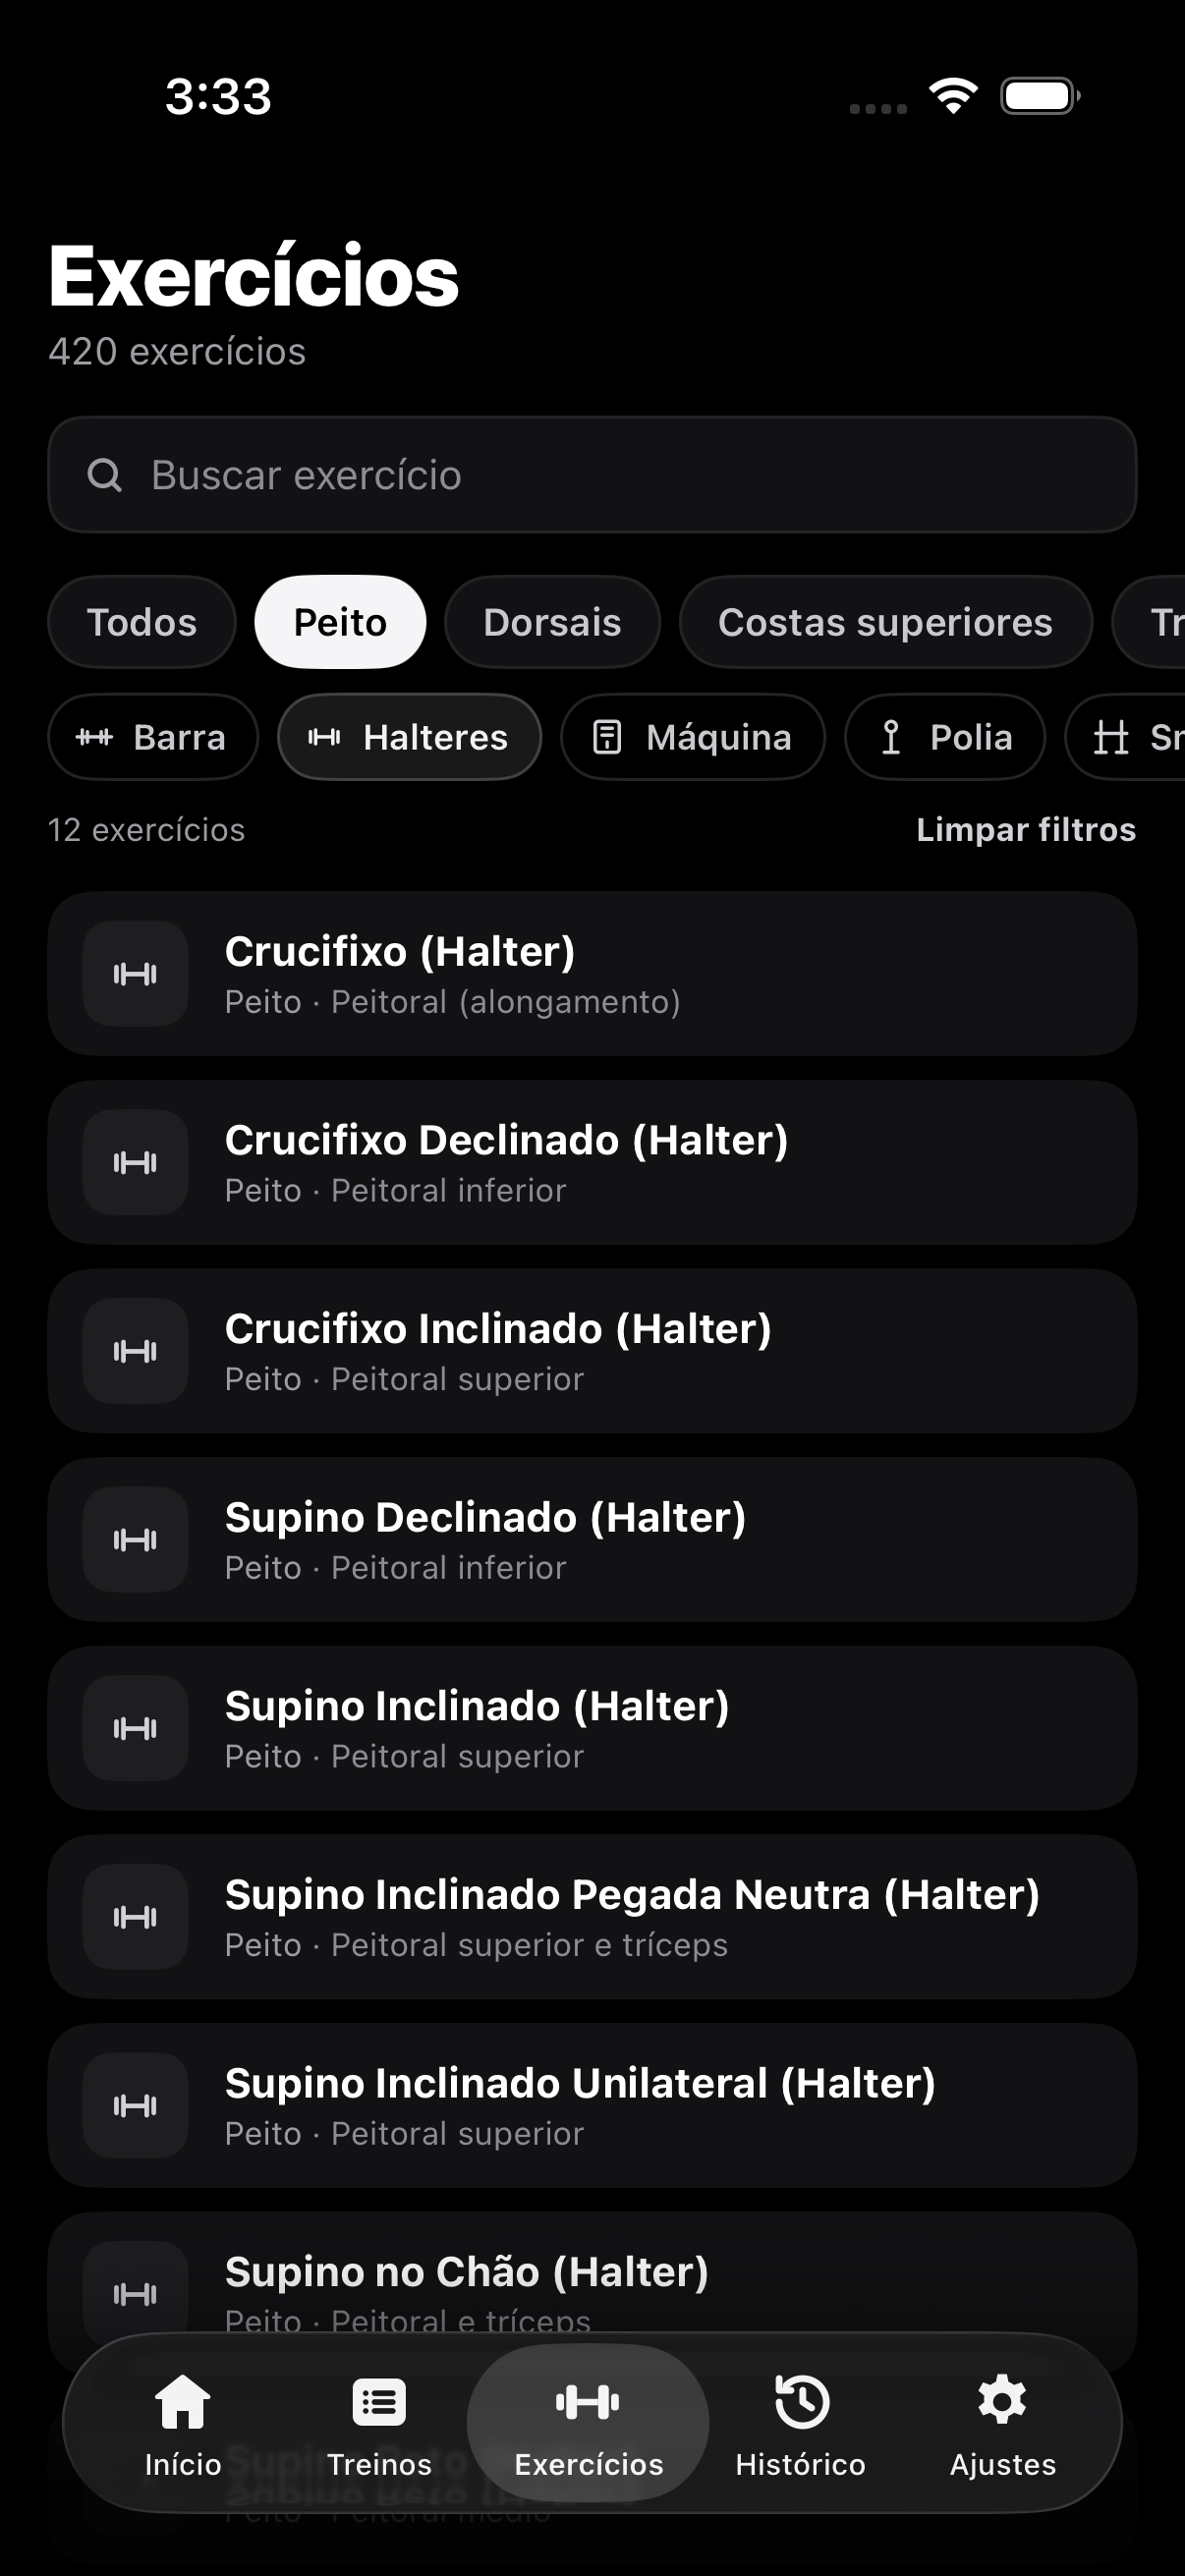 3:33
Exercícios
420 exercícios
Buscar exercício
Todos Peito Dorsais Costas superiores Tr
Barra Halteres Máquina Polia Sm
12 exercícios Limpar filtros
Crucifixo (Halter)
Peito · Peitoral (alongamento)
Crucifixo Declinado (Halter)
Peito · Peitoral inferior
Crucifixo Inclinado (Halter)
Peito · Peitoral superior
Supino Declinado (Halter)
Peito · Peitoral inferior
Supino Inclinado (Halter)
Peito · Peitoral superior
Supino Inclinado Pegada Neutra (Halter)
Peito · Peitoral superior e tríceps
Supino Inclinado Unilateral (Halter)
Peito · Peitoral superior
Supino no Chão (Halter)
Peito · Peitoral e tríceps
Início Treinos Exercícios Histórico Ajustes